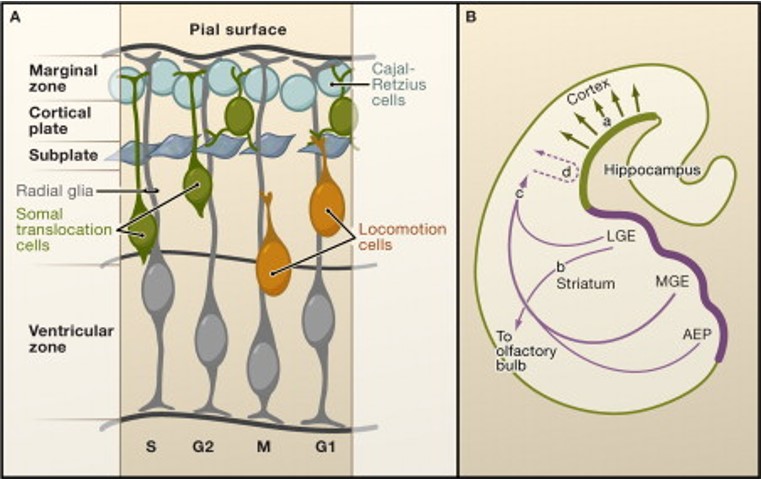 A
Pial surface
Marginal
zone
Cajal-
Retzius
cells
Cortical
plate
Subplate
Radial glia
Somal
translocation
cells
Locomotion
cells
Ventricular
zone
S G2 M G1
B
Cortex
a
d
Hippocampus
c
LGE
b
Striatum
MGE
AEP
To
olfactory
bulb